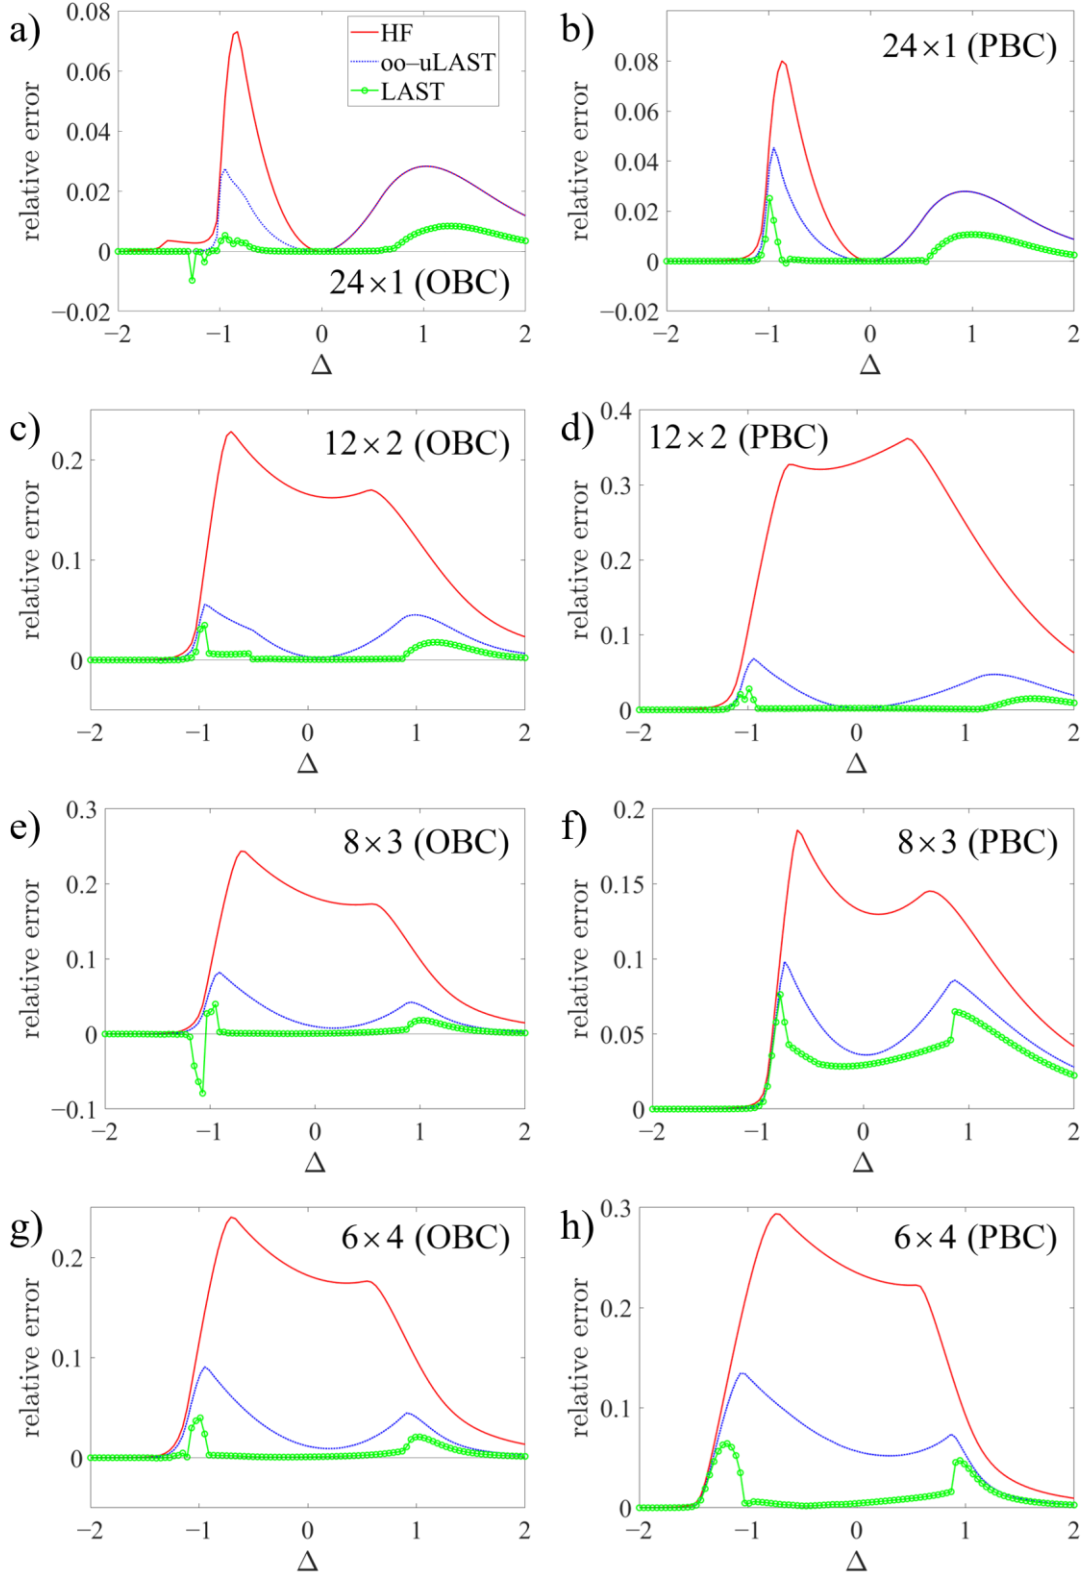 a)
0.08
0.06
0.04
0.02
0
−0.02
relative error
HF
oo–uLAST
LAST
24×1 (OBC)
−2 −1 0 1 2
Δ
b)
0.08
0.06
0.04
0.02
0
−0.02
relative error
24×1 (PBC)
−2 −1 0 1 2
Δ
c)
0.2
0.1
0
relative error
12×2 (OBC)
−2 −1 0 1 2
Δ
d)
0.4
0.3
0.2
0.1
0
relative error
12×2 (PBC)
−2 −1 0 1 2
Δ
e)
0.3
0.2
0.1
0
−0.1
relative error
8×3 (OBC)
−2 −1 0 1 2
Δ
f)
0.2
0.15
0.1
0.05
0
relative error
8×3 (PBC)
−2 −1 0 1 2
Δ
g)
0.2
0.1
0
relative error
6×4 (OBC)
−2 −1 0 1 2
Δ
h)
0.3
0.2
0.1
0
relative error
6×4 (PBC)
−2 −1 0 1 2
Δ